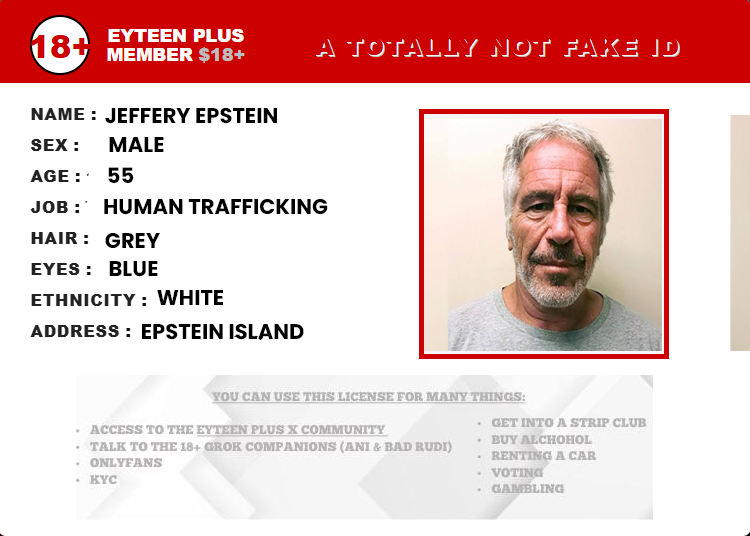 18+
EYTEEN PLUS
MEMBER $18+
A TOTALLY NOT FAKE ID
NAME : JEFFERY EPSTEIN
SEX : MALE
AGE : 55
JOB : HUMAN TRAFFICKING
HAIR : GREY
EYES : BLUE
ETHNICITY : WHITE
ADDRESS : EPSTEIN ISLAND
YOU CAN USE THIS LICENSE FOR MANY THINGS:
• ACCESS TO THE EYTEEN PLUS X COMMUNITY
• TALK TO THE 18+ GROK COMPANIONS (ANI & BAD RUDI)
• ONLYFANS
• KYC
• GET INTO A STRIP CLUB
• BUY ALCHOHOL
• RENTING A CAR
• VOTING
• GAMBLING